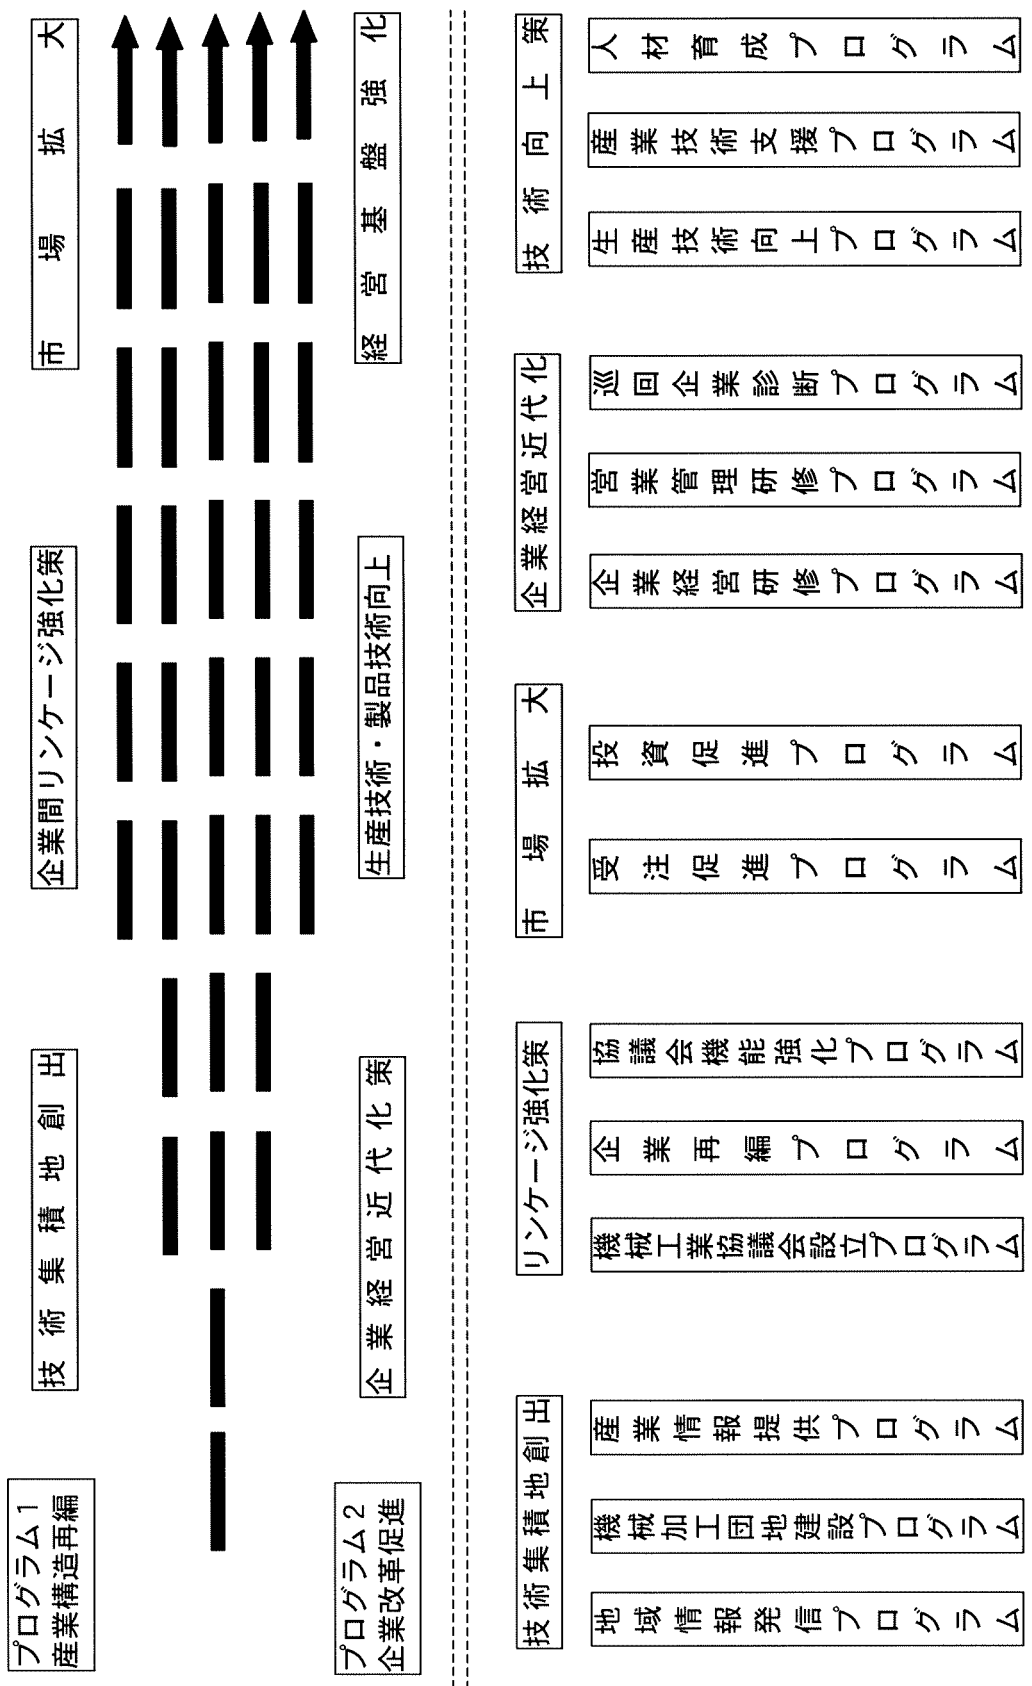 プログラム1
産業構造再編
技術集積地創出
企業間リンケージ強化策
市場拡大
プログラム2
企業改革促進
企業経営近代化策
生産技術・製品技術向上
経営基盤強化
技術集積地創出
地域情報発信プログラム
機械加工団地建設プログラム
産業情報提供プログラム
リンケージ強化策
機械工業協議会設立プログラム
企業再編プログラム
協議会機能強化プログラム
市場拡大
受注促進プログラム
投資促進プログラム
企業経営近代化
企業経営研修プログラム
営業管理研修プログラム
巡回企業診断プログラム
技術向上策
生産技術向上プログラム
産業技術支援プログラム
人材育成プログラム